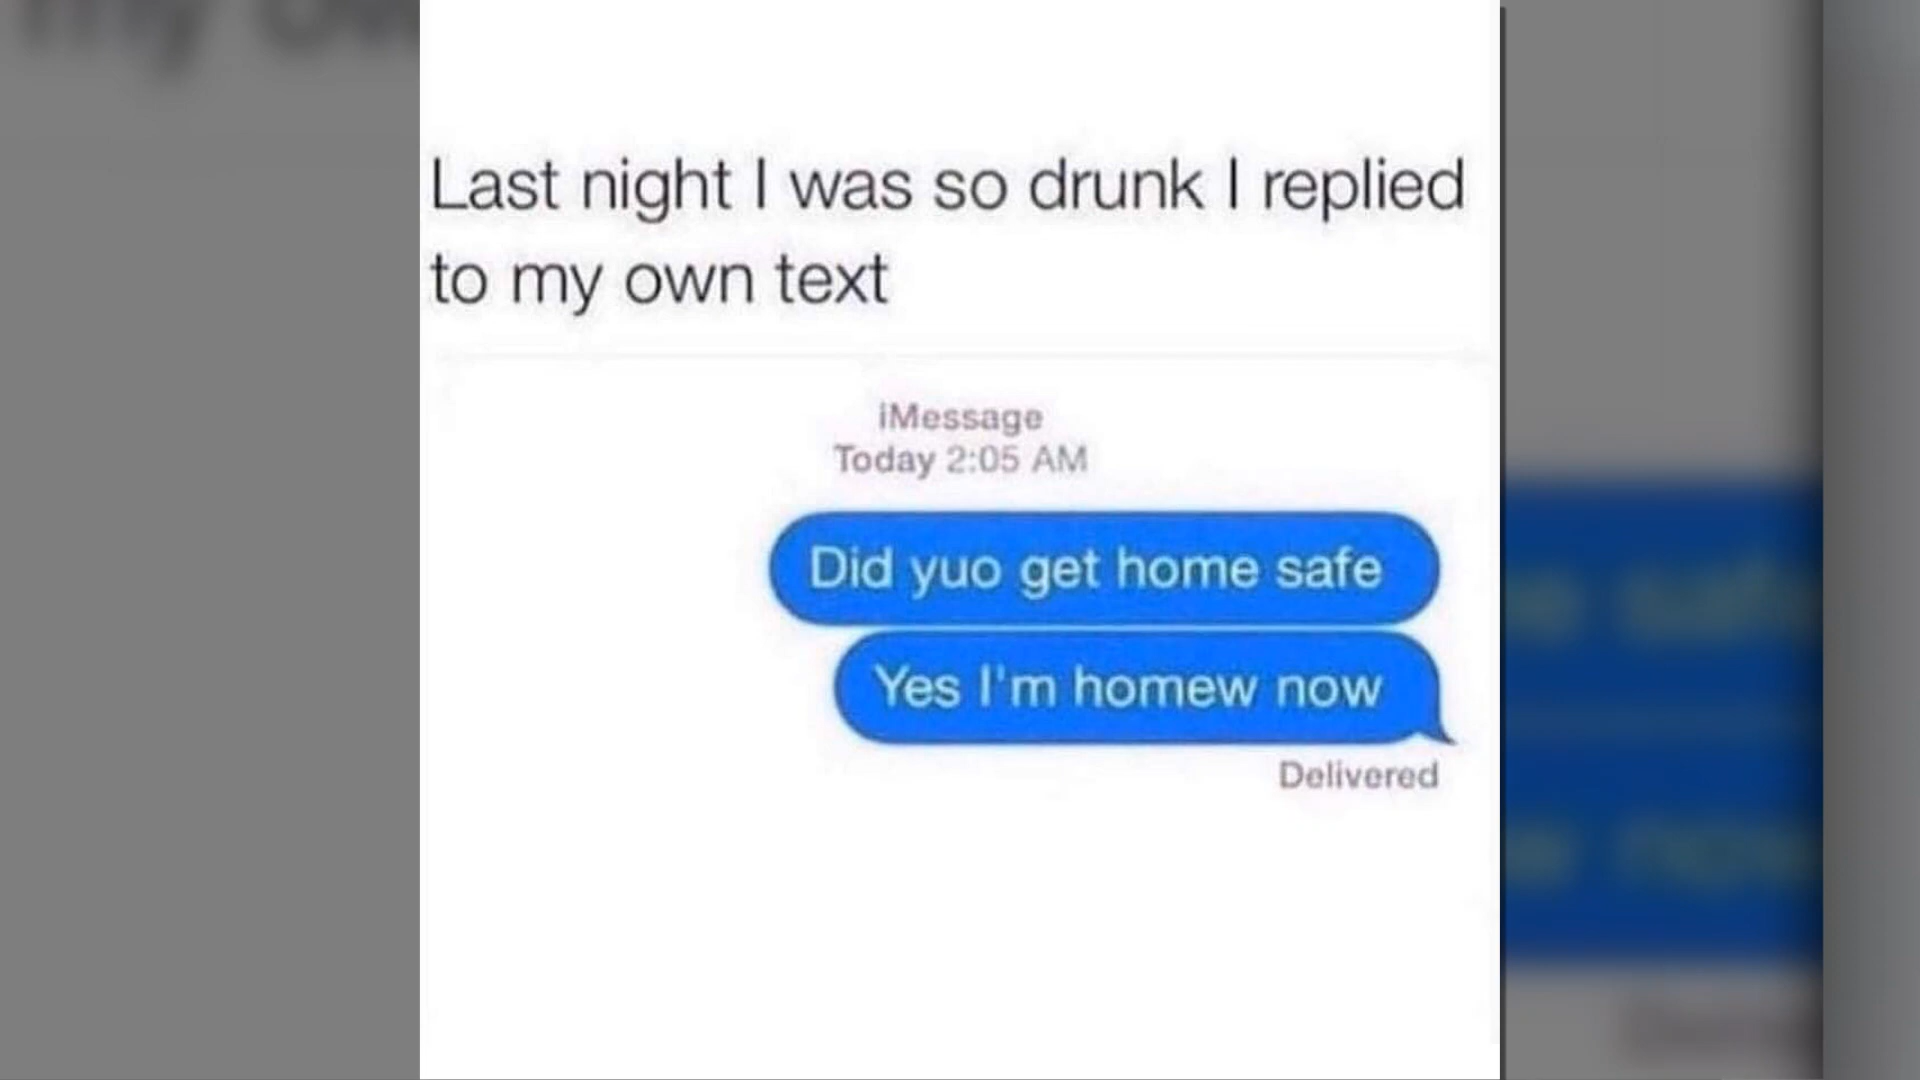 Last night I was so drunk I replied
to my own text
iMessage
Today 2:05 AM
Did yuo get home safe
Yes I'm homew now
Delivered